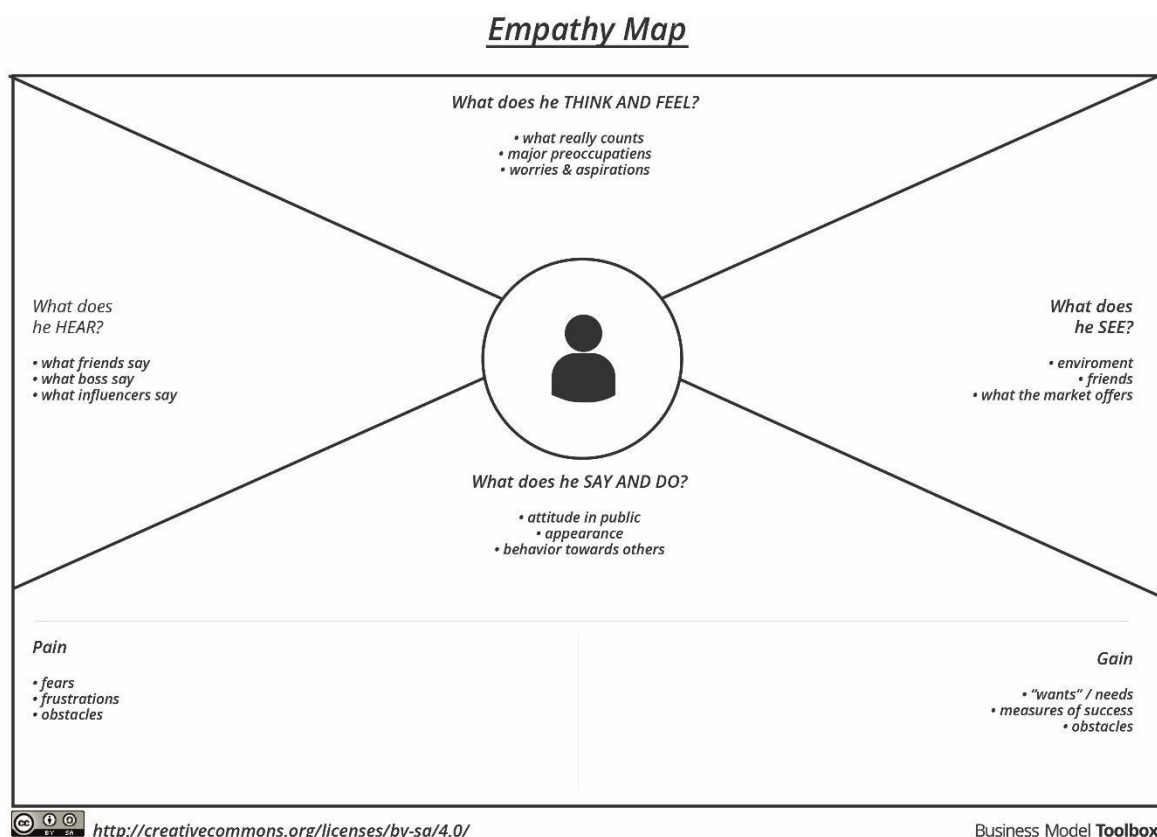 Empathy Map
What does he THINK AND FEEL?
• what really counts
• major preoccupatiens
• worries & aspirations
What does
he HEAR?
• what friends say
• what boss say
• what influencers say
What does
he SEE?
• enviroment
• friends
• what the market offers
What does he SAY AND DO?
• attitude in public
• appearance
• behavior towards others
Pain
• fears
• frustrations
• obstacles
Gain
• “wants” / needs
• measures of success
• obstacles
cc BY SA
http://creativecommons.org/licenses/by-sa/4.0/
Business Model Toolbox